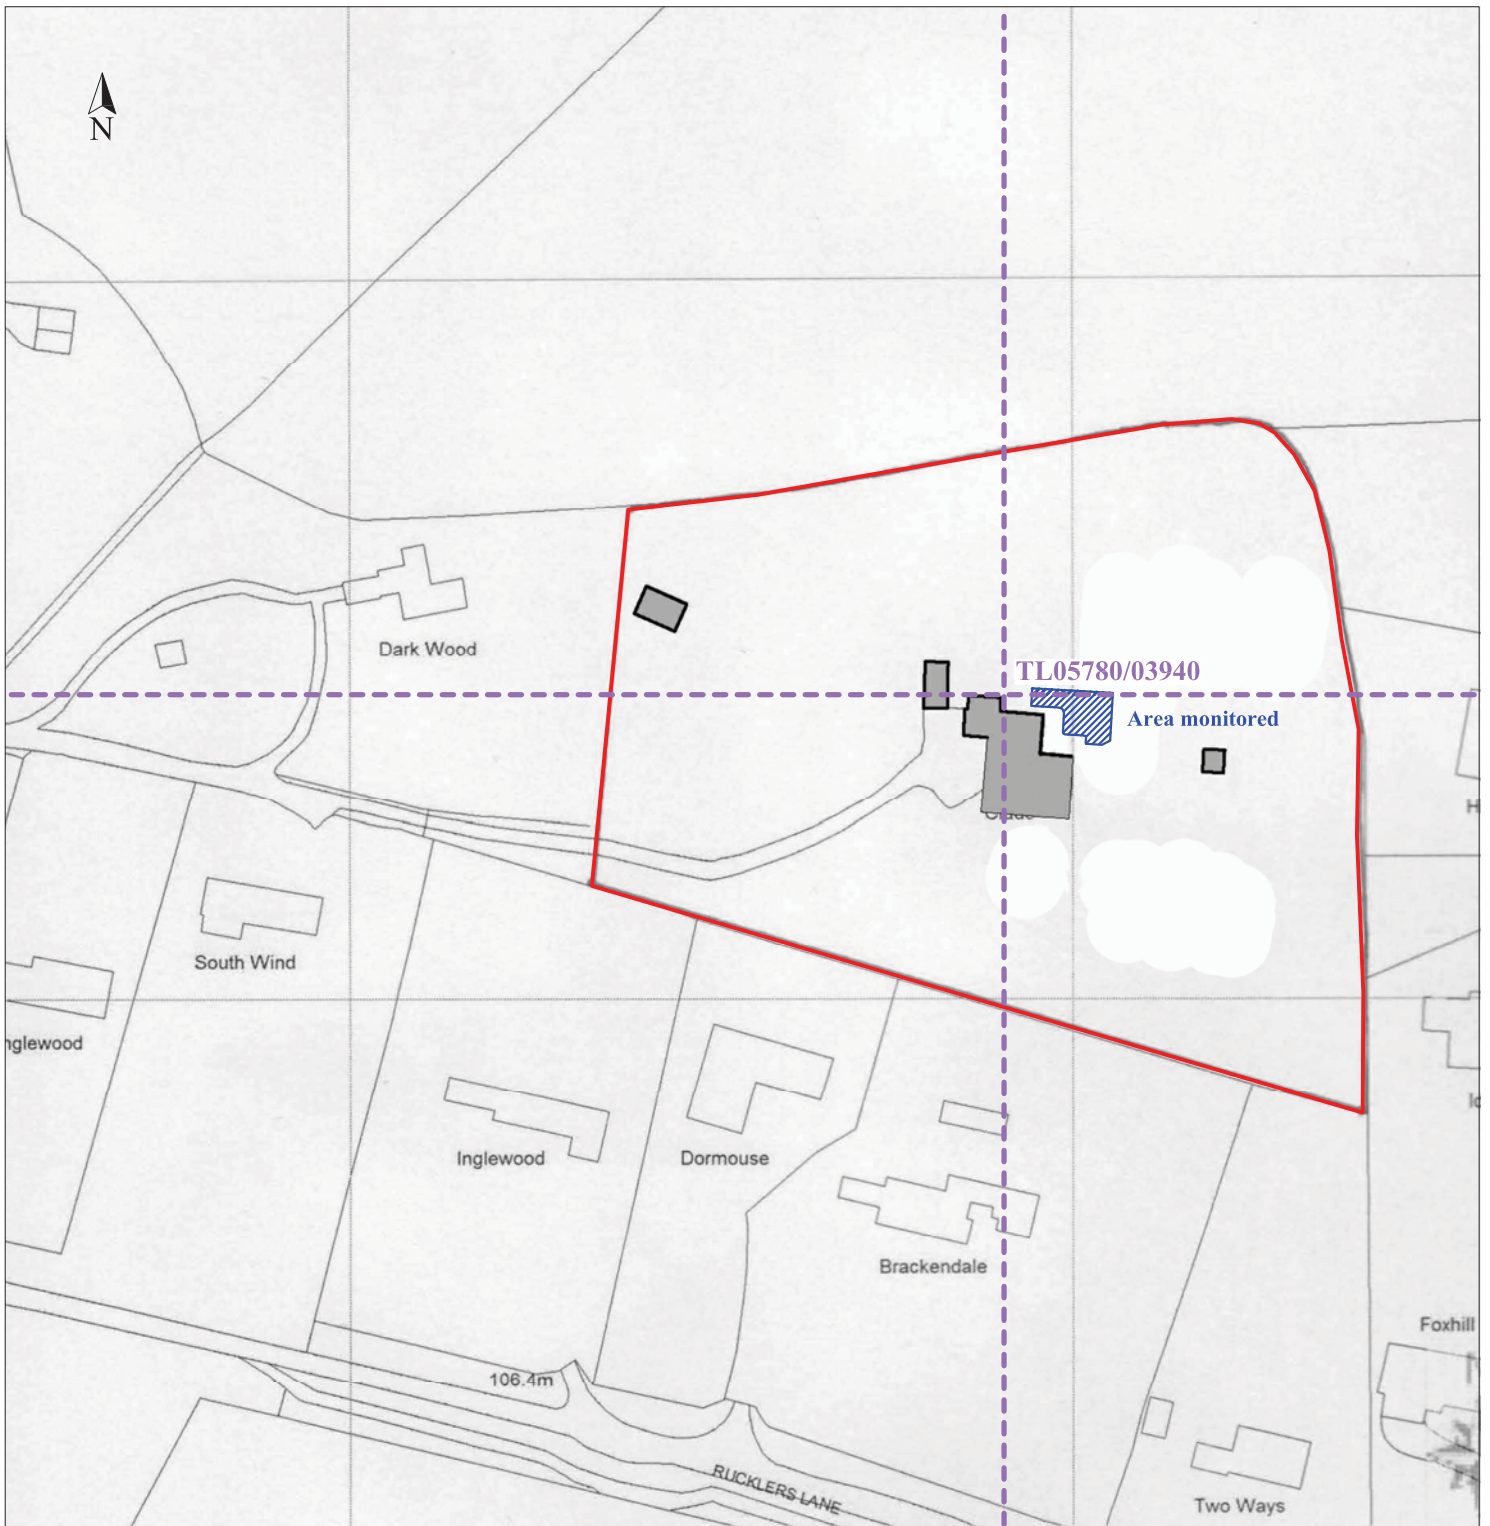 N
Dark Wood
TL05780/03940
Area monitored
H
South Wind
nglewood
Inglewood
Dormouse
Brackendale
Foxhill
106.4m
RUCKLERS LANE
Two Ways